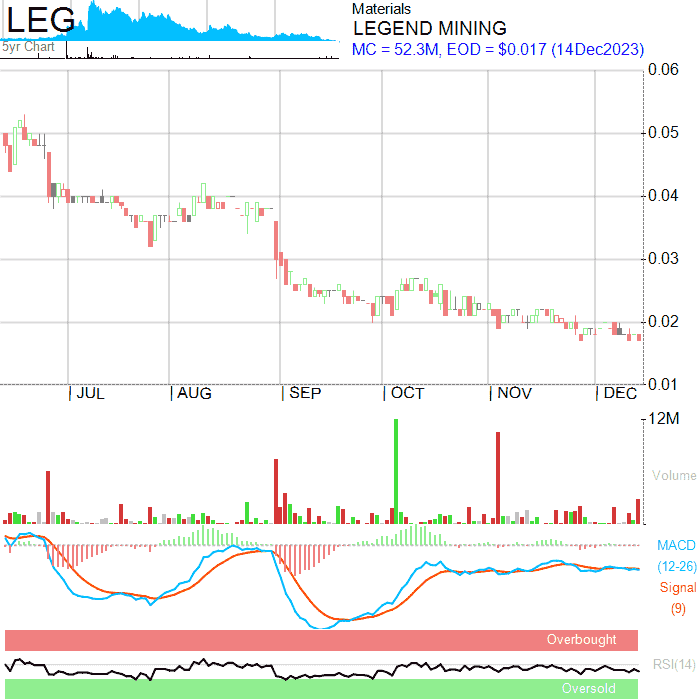 LEG
5yr Chart
Materials
LEGEND MINING
MC = 52.3M, EOD = $0.017 (14Dec2023)
0.06
0.05
0.04
0.03
0.02
0.01
JUL AUG SEP OCT NOV DEC
12M
Volume
MACD
(12-26)
Signal
(9)
Overbought
RSI(14)
Oversold